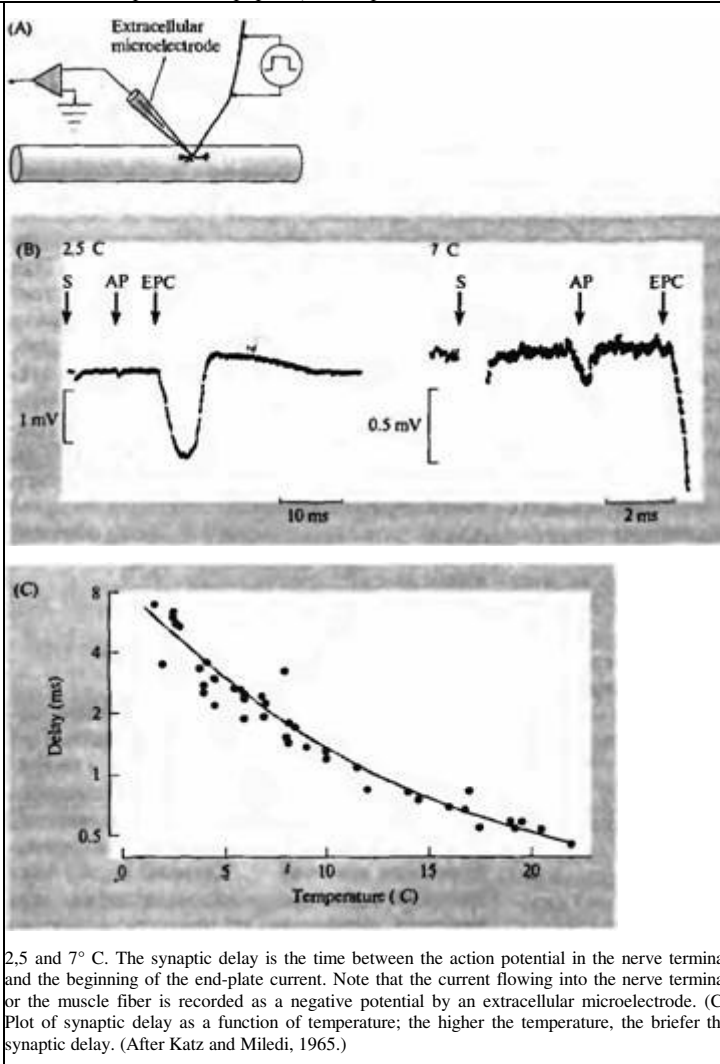 (A)
Extracellular
microelectrode
(B) 2,5 C
7 C
S AP EPC
S AP EPC
1 mV
0.5 mV
10 ms
2 ms
(C)
8
4
2
1
0.5
Delay (ms)
0 5 10 15 20
Temperature ( C)
2,5 and 7° C. The synaptic delay is the time between the action potential in the nerve termina
and the beginning of the end-plate current. Note that the current flowing into the nerve termina
or the muscle fiber is recorded as a negative potential by an extracellular microelectrode. (C
Plot of synaptic delay as a function of temperature; the higher the temperature, the briefer th
synaptic delay. (After Katz and Miledi, 1965.)